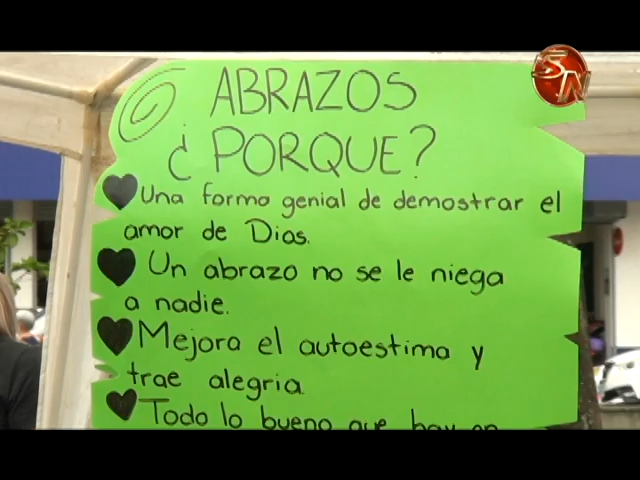 ABRAZOS
¿PORQUE?
Una forma genial de demostrar el
amor de Dios.
Un abrazo no se le niega
a nadie.
Mejora el autoestima y
trae alegria.
Todo lo bueno que hay en